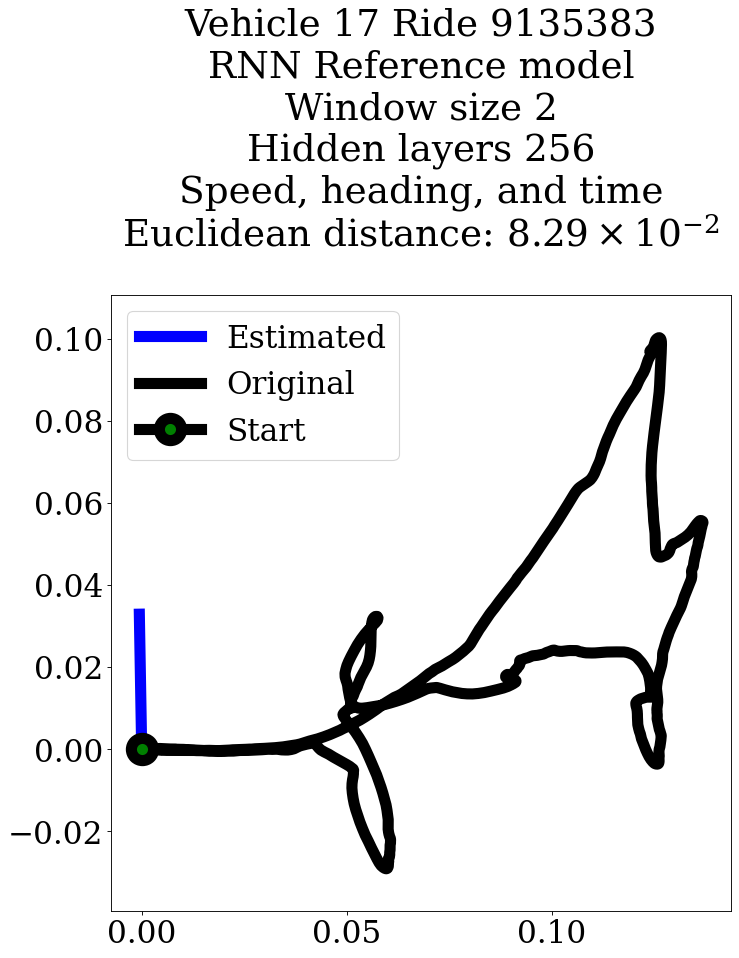 Vehicle 17 Ride 9135383
RNN Reference model
Window size 2
Hidden layers 256
Speed, heading, and time
Euclidean distance: 8.29 × 10⁻²
Estimated
Original
Start
0.10
0.08
0.06
0.04
0.02
0.00
−0.02
0.00 0.05 0.10